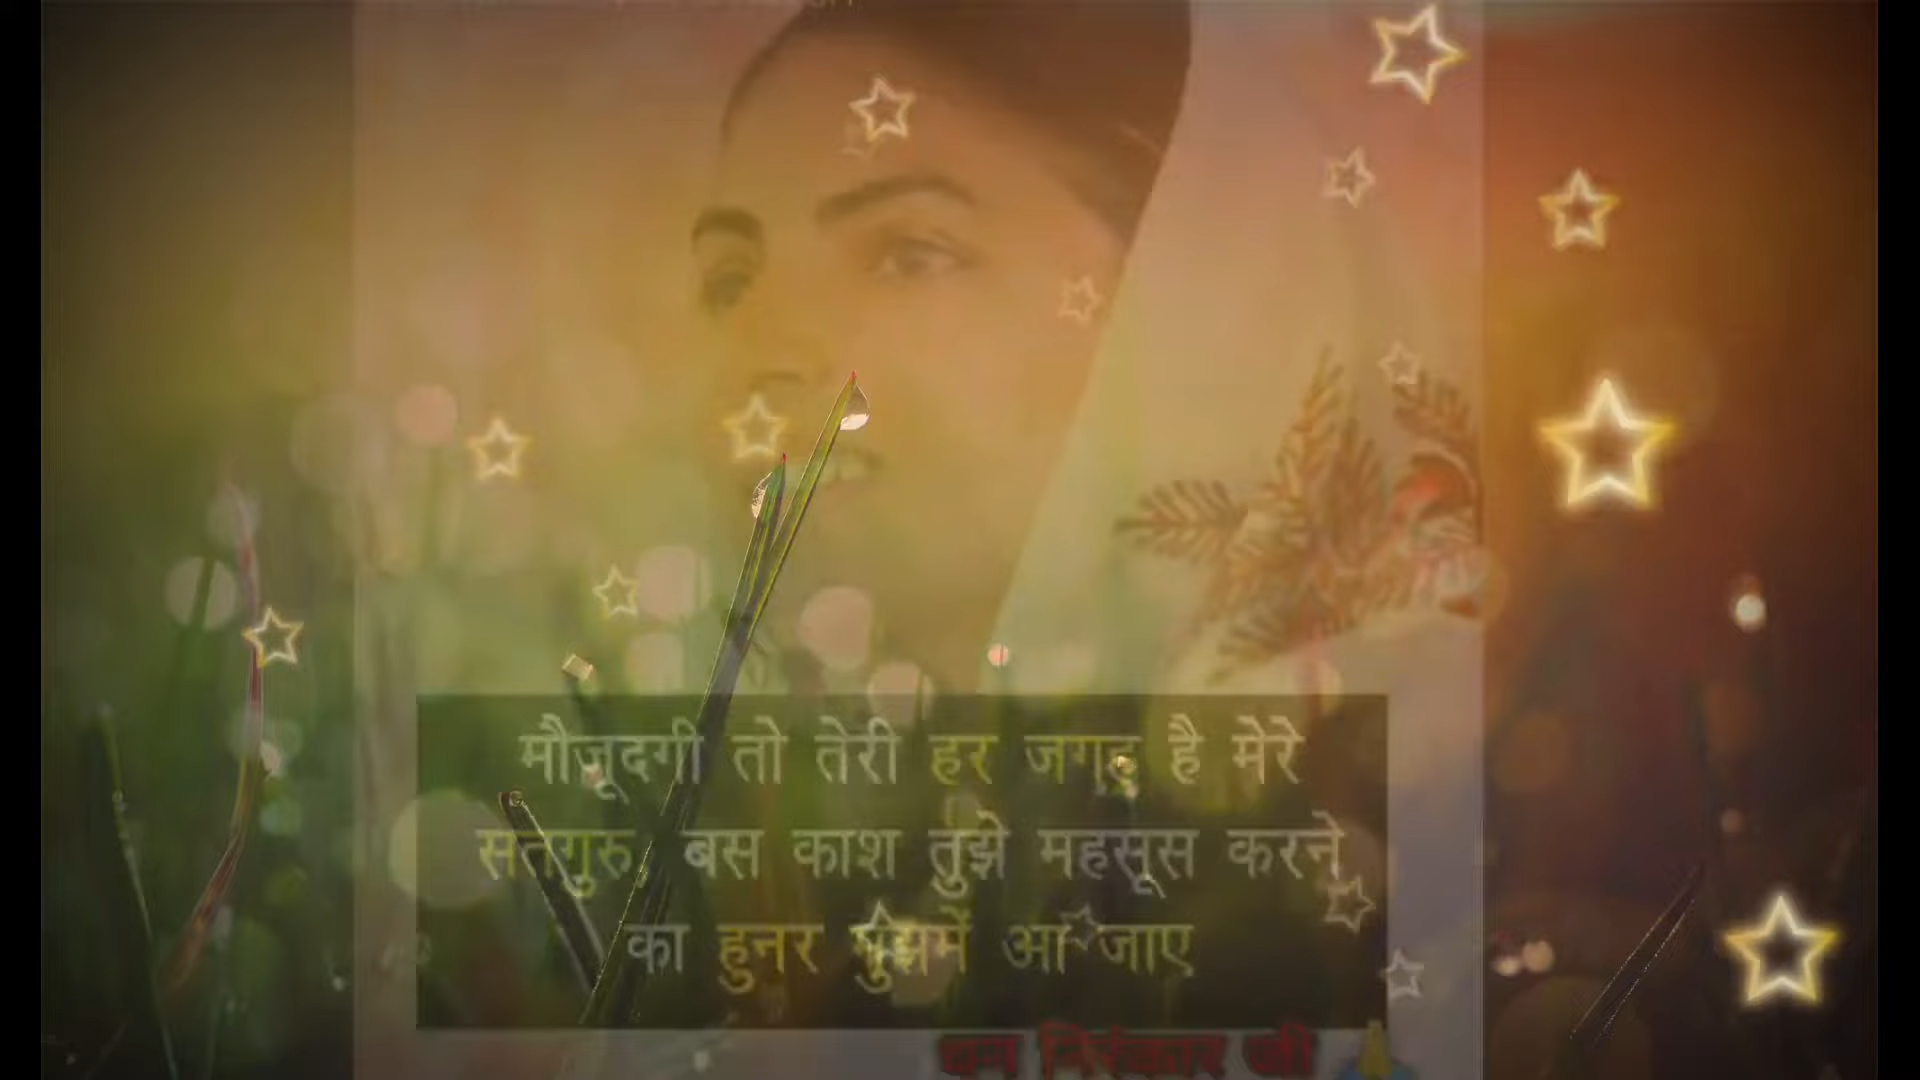 मौजूदगी तो तेरी हर जगह है मेरे
सतगुरु, बस काश तुझे महसूस करने
का हुनर मुझमें आ जाए
धन निरंकार जी